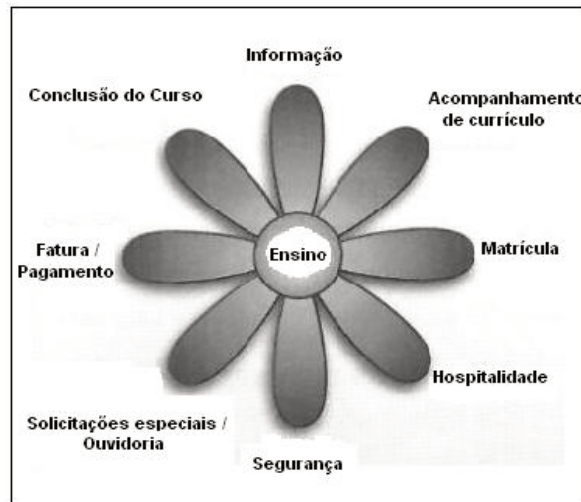 Informação
Conclusão do Curso
Acompanhamento
de currículo
Fatura /
Pagamento
Ensino
Matrícula
Hospitalidade
Solicitações especiais /
Ouvidoria
Segurança